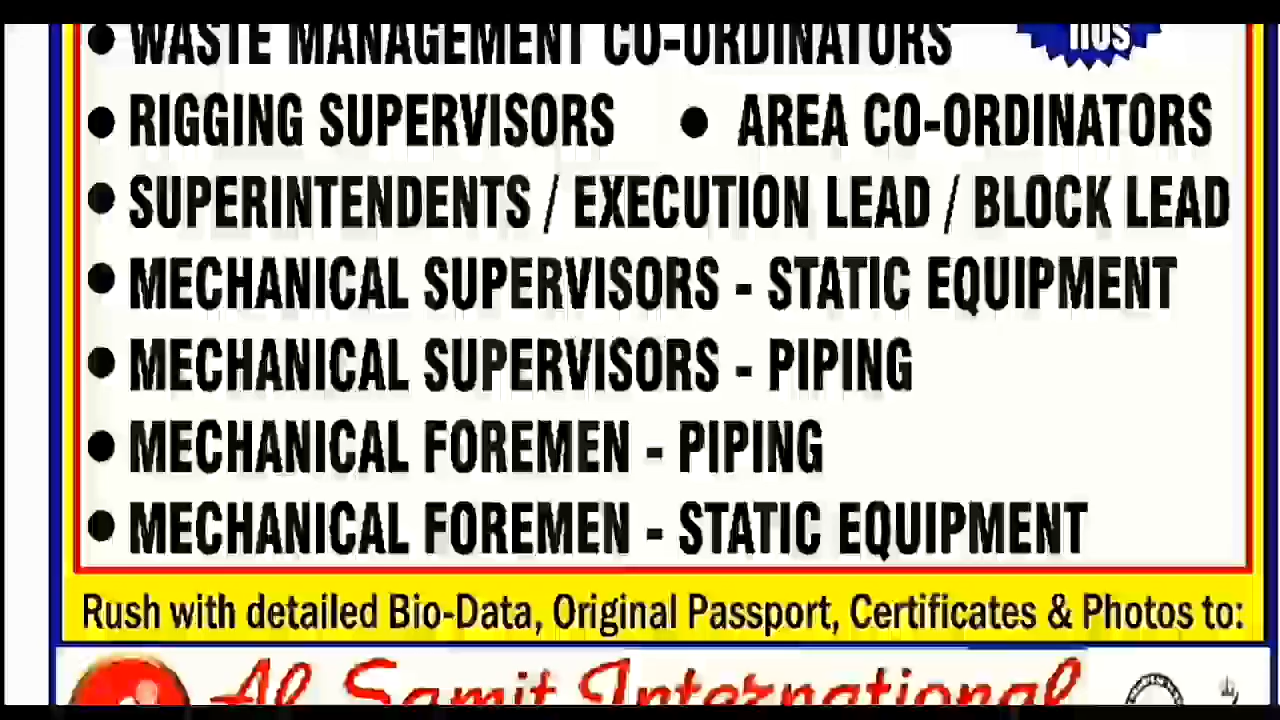 WASTE MANAGEMENT CO-ORDINATORS
NOS
• RIGGING SUPERVISORS • AREA CO-ORDINATORS
• SUPERINTENDENTS / EXECUTION LEAD / BLOCK LEAD
• MECHANICAL SUPERVISORS - STATIC EQUIPMENT
• MECHANICAL SUPERVISORS - PIPING
• MECHANICAL FOREMEN - PIPING
• MECHANICAL FOREMEN - STATIC EQUIPMENT
Rush with detailed Bio-Data, Original Passport, Certificates & Photos to:
Al Samit International